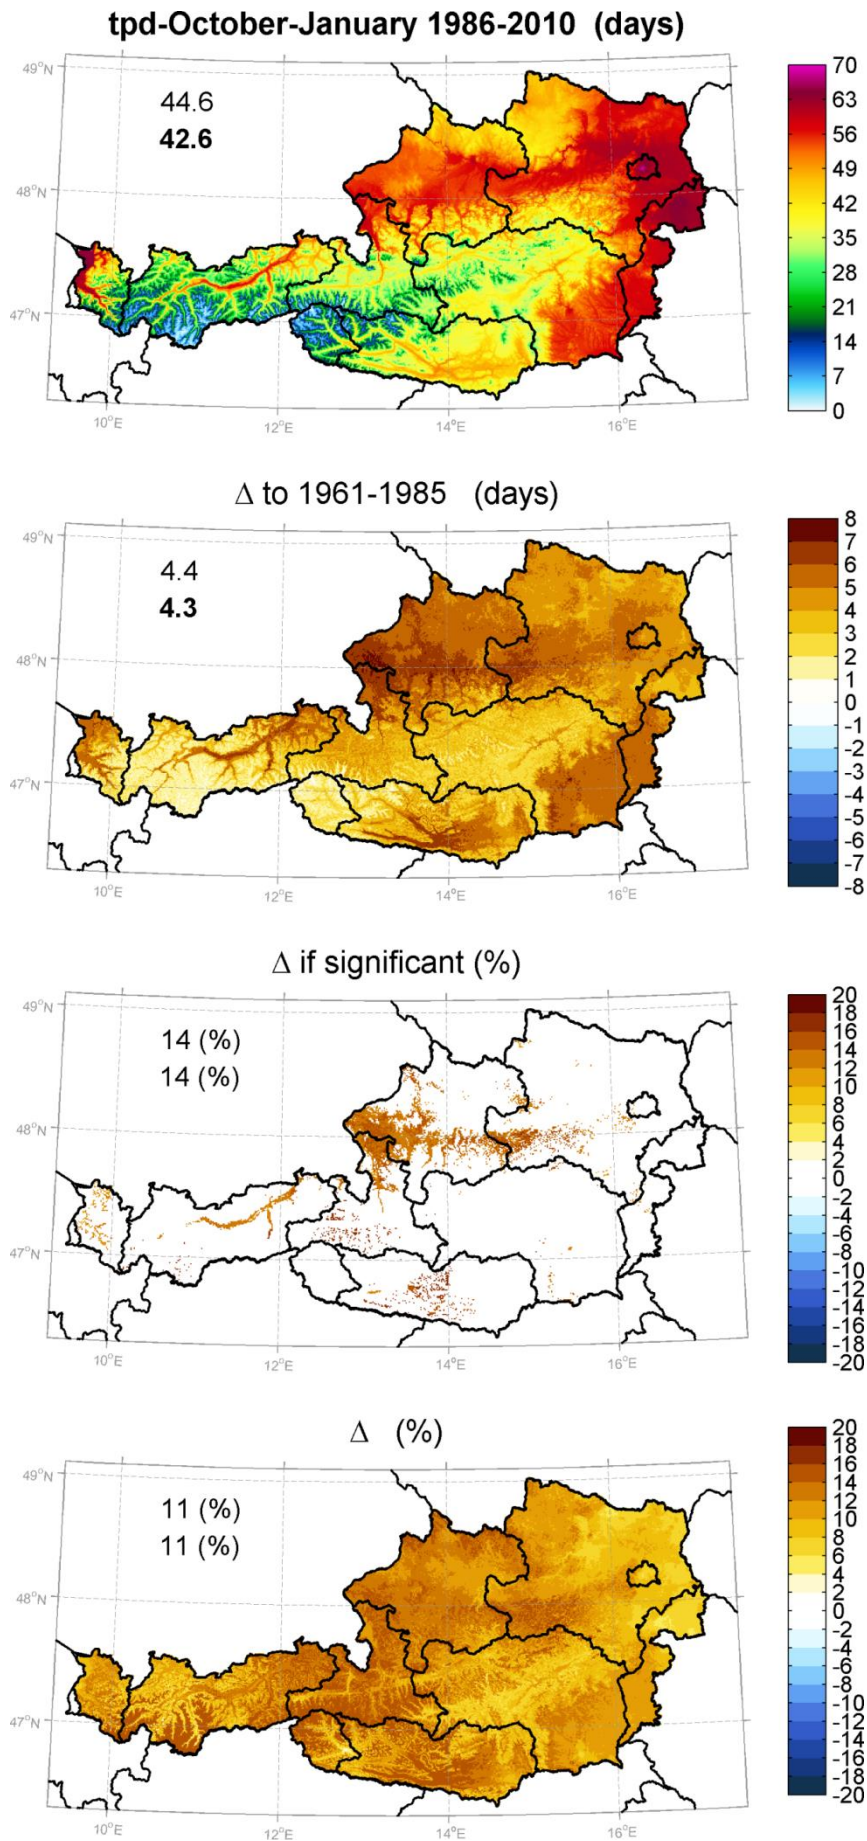 tpd-October-January 1986-2010 (days)
49°N
48°N
47°N
10°E
12°E
14°E
16°E
44.6
42.6
70
63
56
49
42
35
28
21
14
7
0
Δ to 1961-1985 (days)
49°N
48°N
47°N
10°E
12°E
14°E
16°E
4.4
4.3
8
7
6
5
4
3
2
1
0
-1
-2
-3
-4
-5
-6
-7
-8
Δ if significant (%)
49°N
48°N
47°N
10°E
12°E
14°E
16°E
14 (%)
14 (%)
20
18
16
14
12
10
8
6
4
2
0
-2
-4
-6
-8
-10
-12
-14
-16
-18
-20
Δ (%)
49°N
48°N
47°N
10°E
12°E
14°E
16°E
11 (%)
11 (%)
20
18
16
14
12
10
8
6
4
2
0
-2
-4
-6
-8
-10
-12
-14
-16
-18
-20